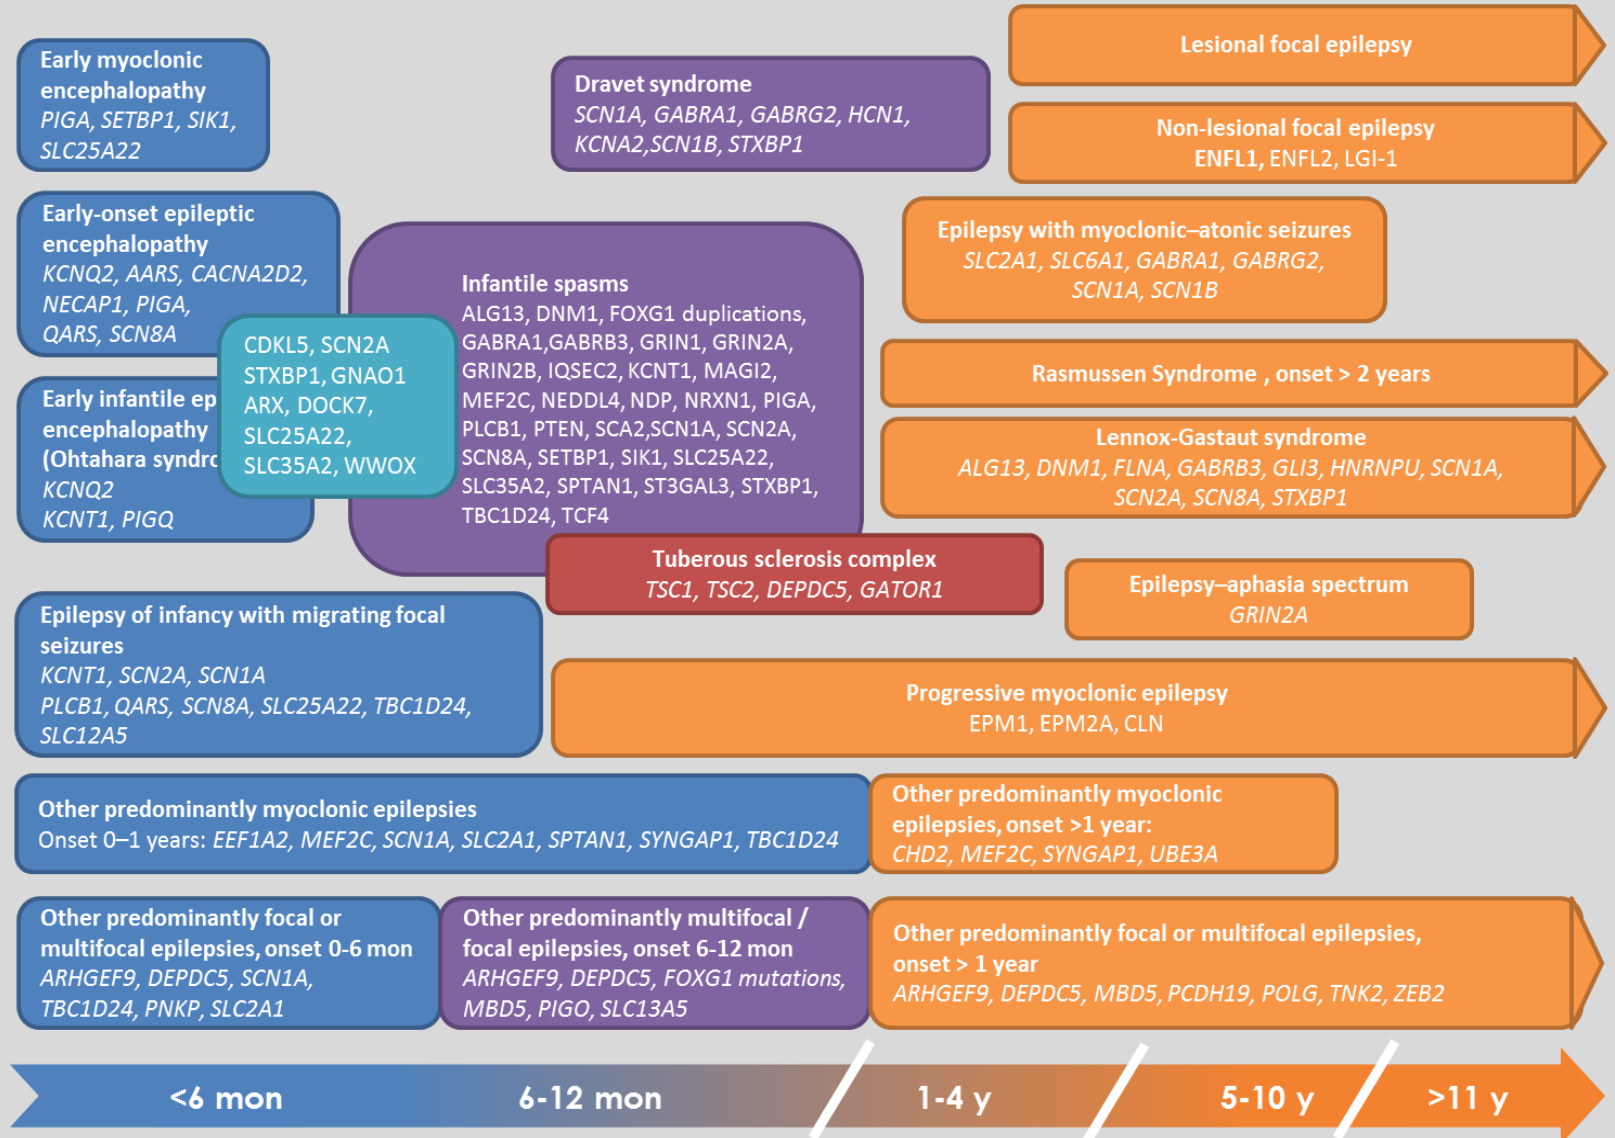 Early myoclonic
encephalopathy
PIGA, SETBP1, SIK1,
SLC25A22
Dravet syndrome
SCN1A, GABRA1, GABRG2, HCN1,
KCNA2,SCN1B, STXBP1
Lesional focal epilepsy
Non-lesional focal epilepsy
ENFL1, ENFL2, LGI-1
Early-onset epileptic
encephalopathy
KCNQ2, AARS, CACNA2D2,
NECAP1, PIGA,
QARS, SCN8A
Epilepsy with myoclonic–atonic seizures
SLC2A1, SLC6A1, GABRA1, GABRG2,
SCN1A, SCN1B
Infantile spasms
ALG13, DNM1, FOXG1 duplications,
GABRA1,GABRB3, GRIN1, GRIN2A,
GRIN2B, IQSEC2, KCNT1, MAGI2,
MEF2C, NEDDL4, NDP, NRXN1, PIGA,
PLCB1, PTEN, SCA2,SCN1A, SCN2A,
SCN8A, SETBP1, SIK1, SLC25A22,
SLC35A2, SPTAN1, ST3GAL3, STXBP1,
TBC1D24, TCF4
CDKL5, SCN2A
STXBP1, GNAO1
ARX, DOCK7,
SLC25A22,
SLC35A2, WWOX
Early infantile ep
encephalopathy
(Ohtahara syndro
KCNQ2
KCNT1, PIGQ
Rasmussen Syndrome , onset > 2 years
Lennox-Gastaut syndrome
ALG13, DNM1, FLNA, GABRB3, GLI3, HNRNPU, SCN1A,
SCN2A, SCN8A, STXBP1
Tuberous sclerosis complex
TSC1, TSC2, DEPDC5, GATOR1
Epilepsy–aphasia spectrum
GRIN2A
Epilepsy of infancy with migrating focal
seizures
KCNT1, SCN2A, SCN1A
PLCB1, QARS, SCN8A, SLC25A22, TBC1D24,
SLC12A5
Progressive myoclonic epilepsy
EPM1, EPM2A, CLN
Other predominantly myoclonic epilepsies
Onset 0–1 years: EEF1A2, MEF2C, SCN1A, SLC2A1, SPTAN1, SYNGAP1, TBC1D24
Other predominantly myoclonic
epilepsies, onset >1 year:
CHD2, MEF2C, SYNGAP1, UBE3A
Other predominantly focal or
multifocal epilepsies, onset 0-6 mon
ARHGEF9, DEPDC5, SCN1A,
TBC1D24, PNKP, SLC2A1
Other predominantly multifocal /
focal epilepsies, onset 6-12 mon
ARHGEF9, DEPDC5, FOXG1 mutations,
MBD5, PIGO, SLC13A5
Other predominantly focal or multifocal epilepsies,
onset > 1 year
ARHGEF9, DEPDC5, MBD5, PCDH19, POLG, TNK2, ZEB2
<6 mon
6-12 mon
1-4 y
5-10 y
>11 y